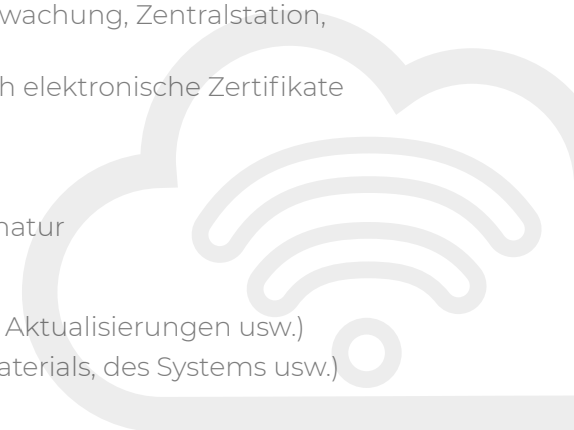 wachung, Zentralstation,
h elektronische Zertifikate
natur
Aktualisierungen usw.)
aterials, des Systems usw.)